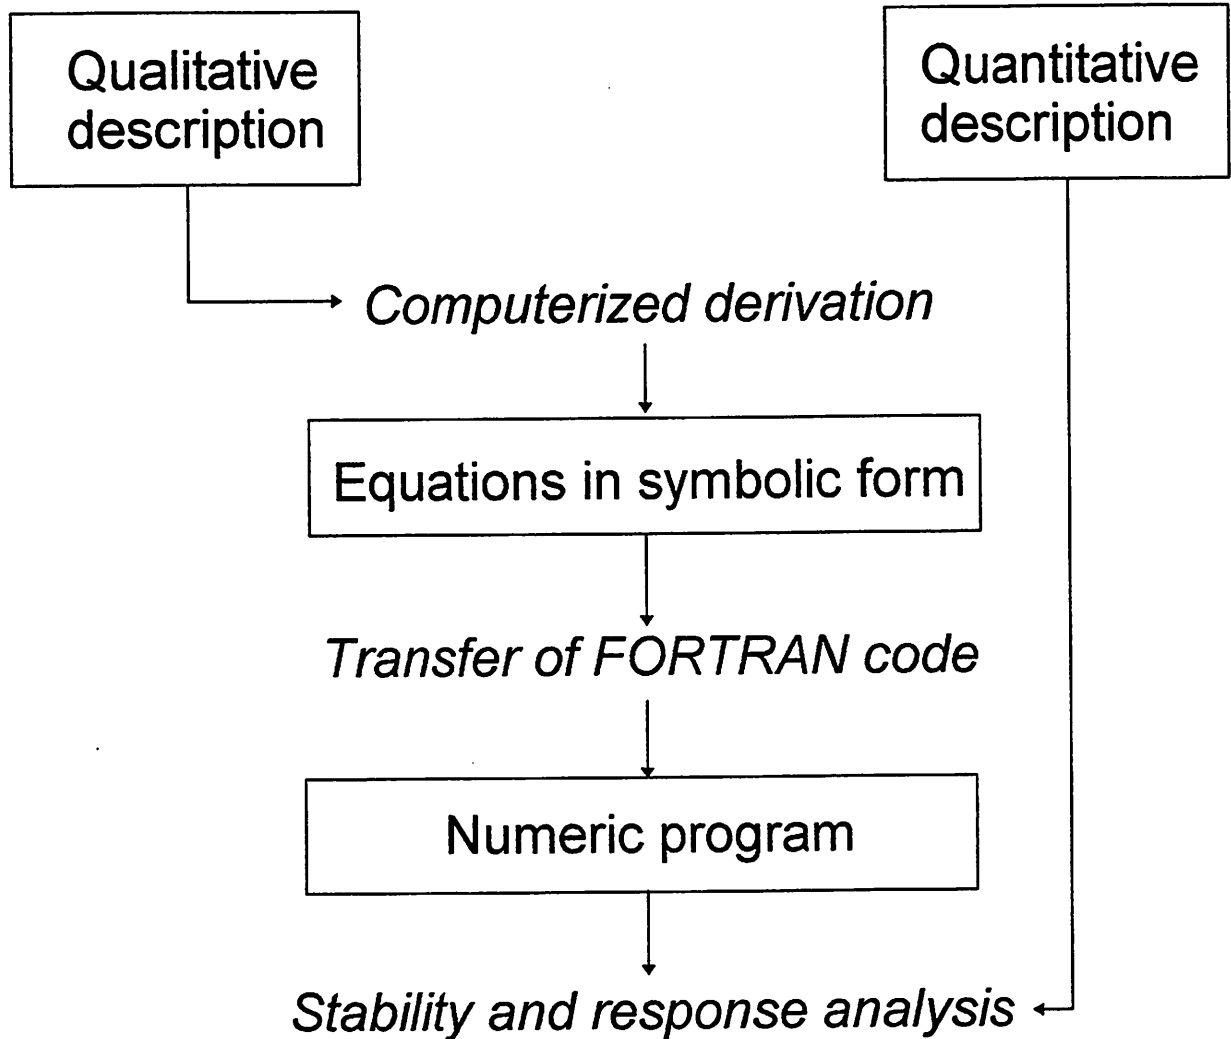 Qualitative
description
Quantitative
description
Computerized derivation
Equations in symbolic form
Transfer of FORTRAN code
Numeric program
Stability and response analysis